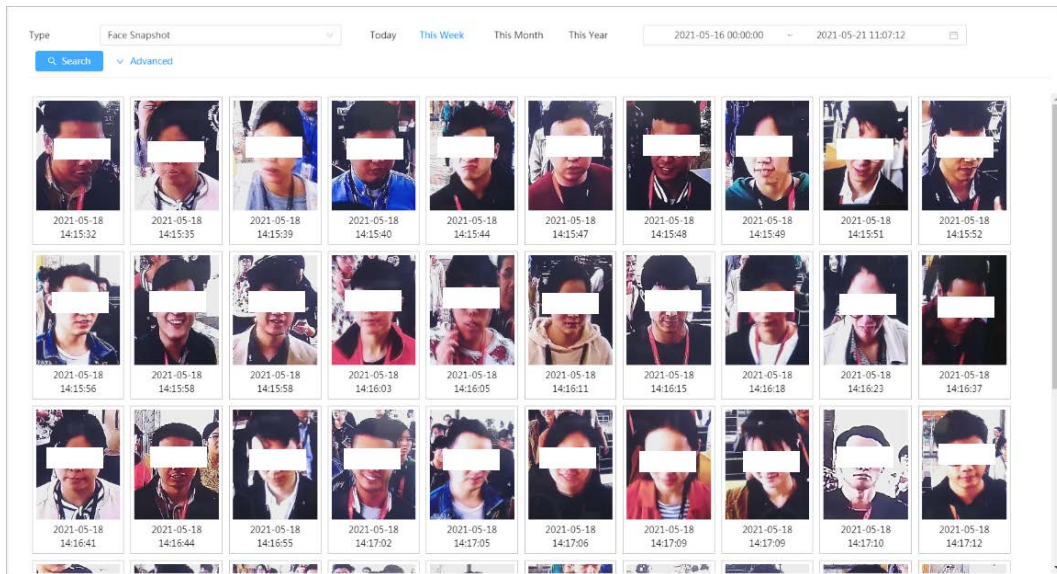 Type Face Snapshot Today This Week This Month This Year 2021-05-16 00:00:00 ~ 2021-05-21 11:07:12
Search Advanced
2021-05-18 2021-05-18 2021-05-18 2021-05-18 2021-05-18 2021-05-18 2021-05-18 2021-05-18 2021-05-18 2021-05-18
14:15:32 14:15:35 14:15:39 14:15:40 14:15:44 14:15:47 14:15:48 14:15:49 14:15:51 14:15:52
2021-05-18 2021-05-18 2021-05-18 2021-05-18 2021-05-18 2021-05-18 2021-05-18 2021-05-18 2021-05-18 2021-05-18
14:15:56 14:15:58 14:15:58 14:16:03 14:16:05 14:16:11 14:16:15 14:16:18 14:16:23 14:16:37
2021-05-18 2021-05-18 2021-05-18 2021-05-18 2021-05-18 2021-05-18 2021-05-18 2021-05-18 2021-05-18 2021-05-18
14:16:41 14:16:44 14:16:55 14:17:02 14:17:05 14:17:06 14:17:09 14:17:09 14:17:10 14:17:12